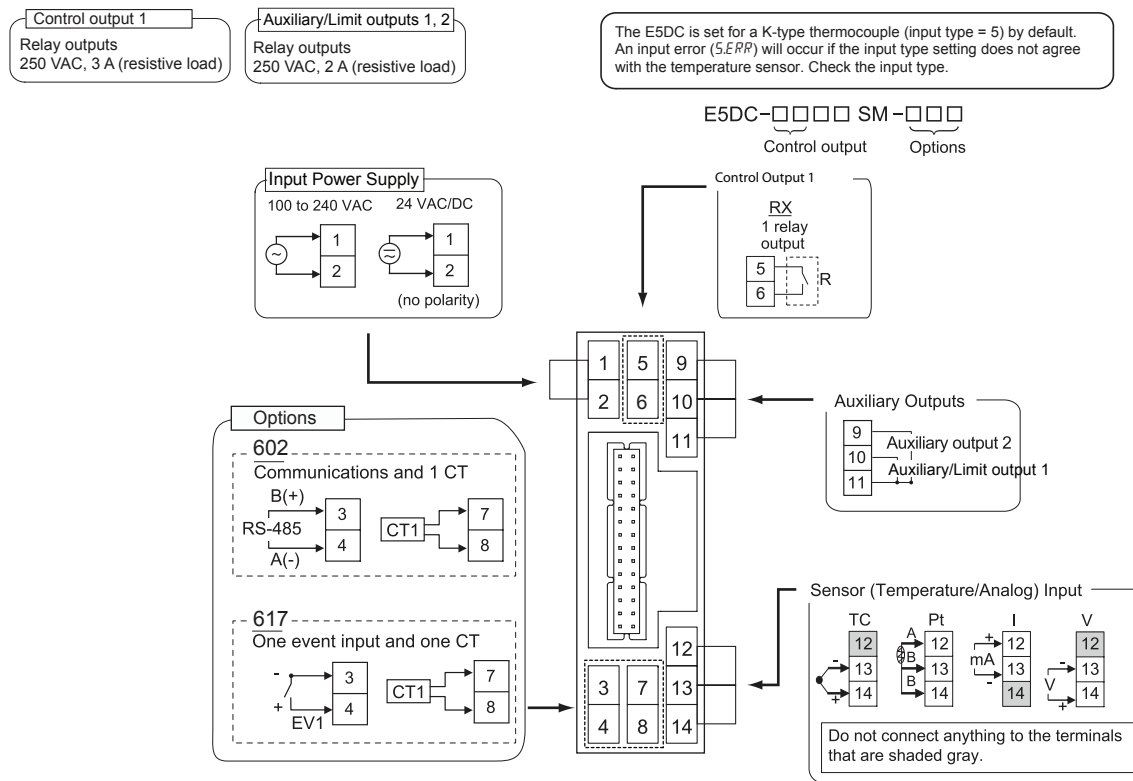 Control output 1
Relay outputs
250 VAC, 3 A (resistive load)
Auxiliary/Limit outputs 1, 2
Relay outputs
250 VAC, 2 A (resistive load)
The E5DC is set for a K-type thermocouple (input type = 5) by default.
An input error (S.ERR) will occur if the input type setting does not agree
with the temperature sensor. Check the input type.
E5DC-□□□□ SM-□□□
Control output
Options
Input Power Supply
100 to 240 VAC
24 VAC/DC
1
2
1
2
(no polarity)
Control Output 1
RX
1 relay
output
5
6
R
1
5
9
2
6
10
11
Auxiliary Outputs
9
10
11
Auxiliary output 2
Auxiliary/Limit output 1
Options
602
Communications and 1 CT
B(+)
RS-485
A(-)
3
4
CT1
7
8
617
One event input and one CT
-
+
EV1
3
4
CT1
7
8
12
3
7
13
4
8
14
Sensor (Temperature/Analog) Input
TC
12
13
14
-
+
Pt
A
B
B
12
13
14
I
+
mA
-
12
13
14
V
-
V
+
12
13
14
Do not connect anything to the terminals
that are shaded gray.